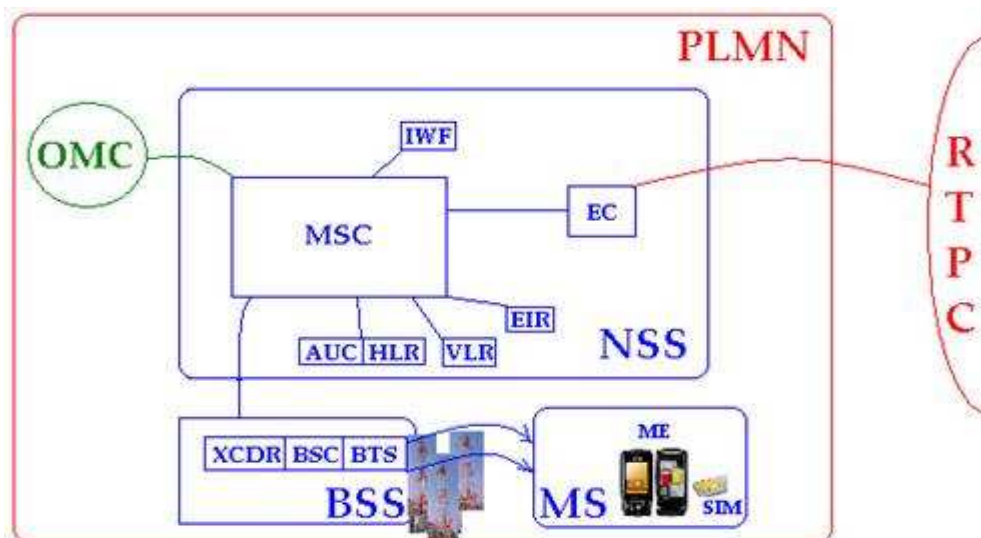 PLMN
OMC
IWF
MSC
EC
R
T
P
C
EIR
AUC HLR VLR
NSS
XCDR BSC BTS
BSS
ME
MS
SIM